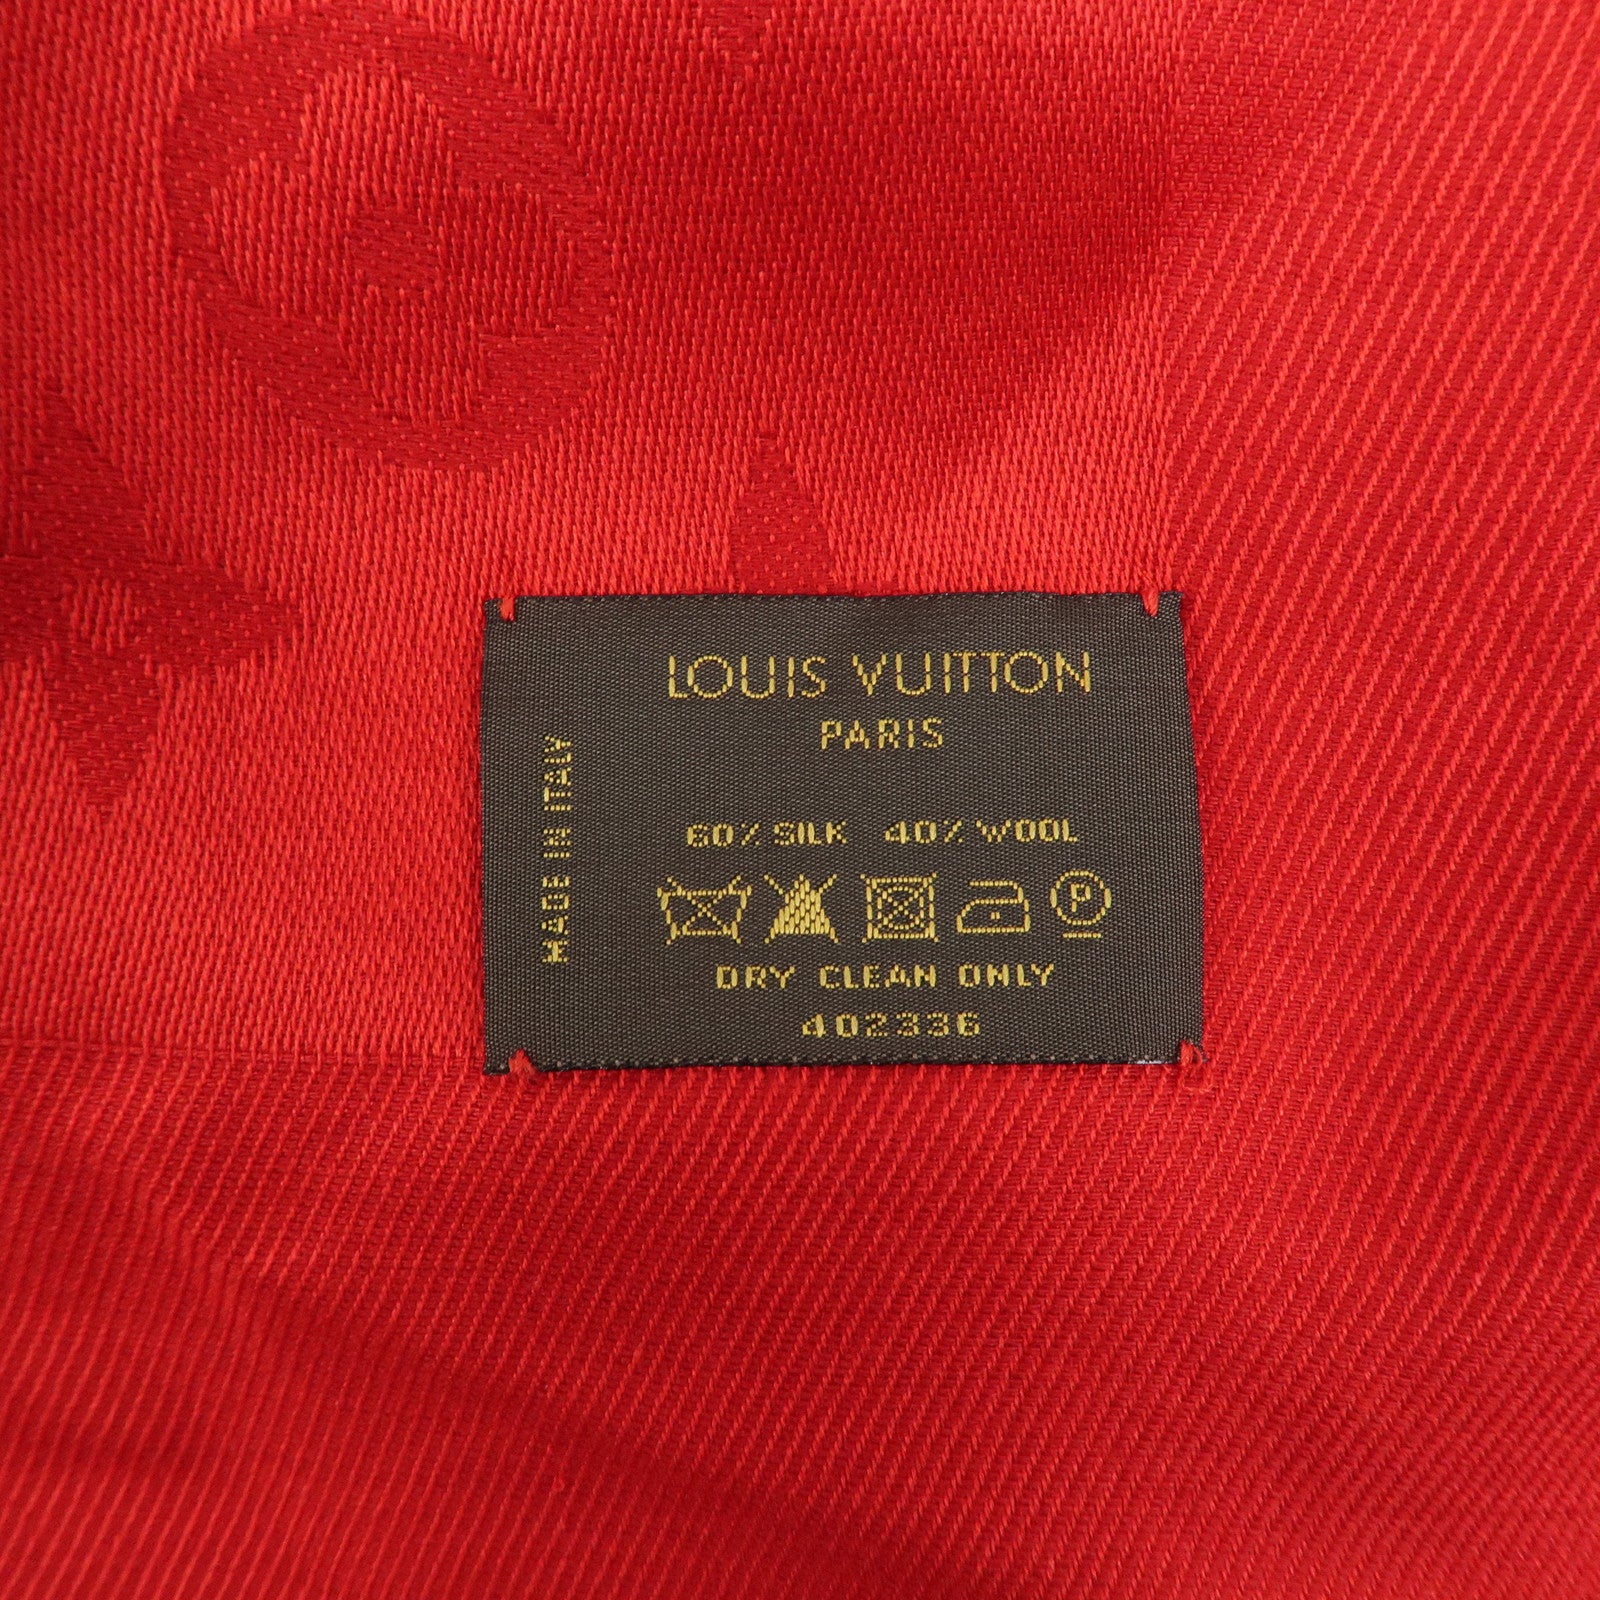 LOUIS VUITTON
PARIS
MADE IN ITALY
60% SILK 40% WOOL
P
DRY CLEAN ONLY
402336